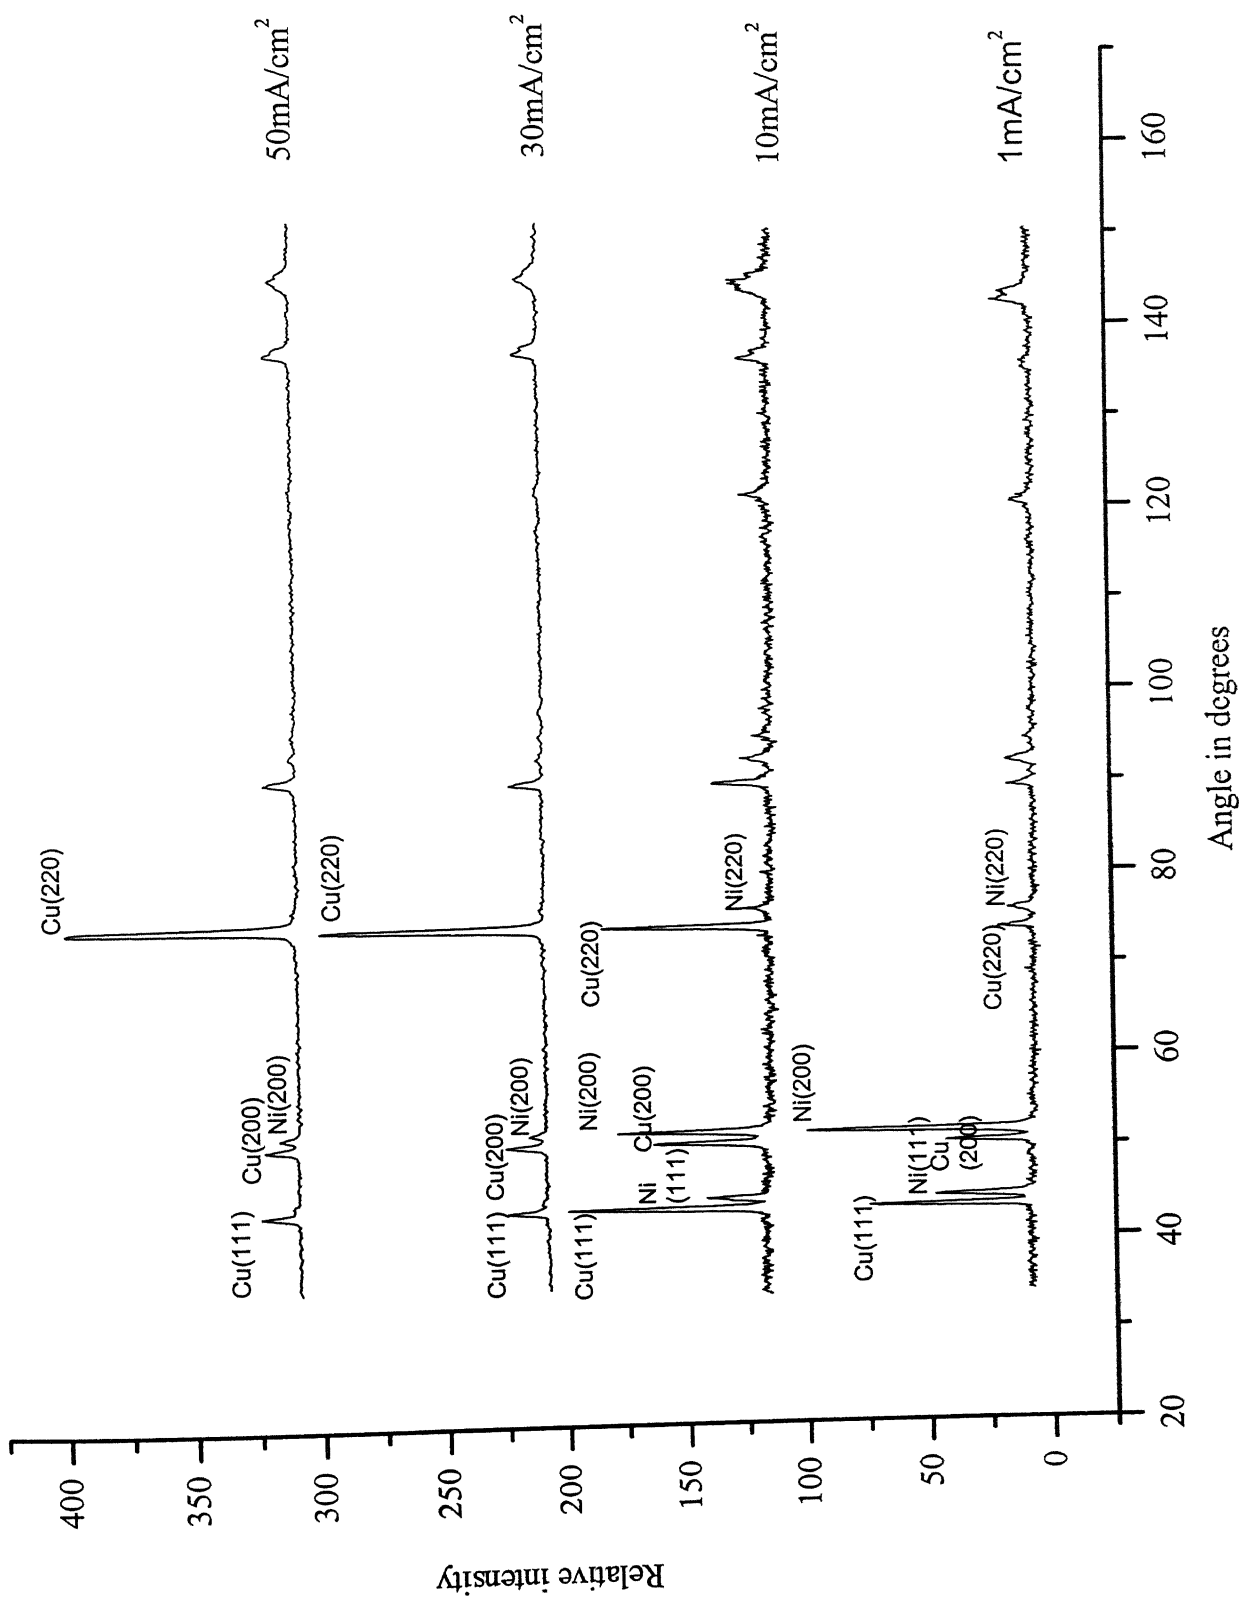 50mA/cm²
30mA/cm²
10mA/cm²
1mA/cm²
Cu(220)
Cu(111)
Cu(200)
Ni(200)
Cu(220)
Cu(111)
Cu(200)
Ni(200)
Cu(220)
Cu(111)
Ni
(111)
Cu(200)
Ni(200)
Ni(220)
Cu(111)
Ni(111)
Cu
(200)
Ni(200)
Cu(220)
Ni(220)
400
350
300
250
200
150
100
50
0
Relative intensity
20
40
60
80
100
120
140
160
Angle in degrees